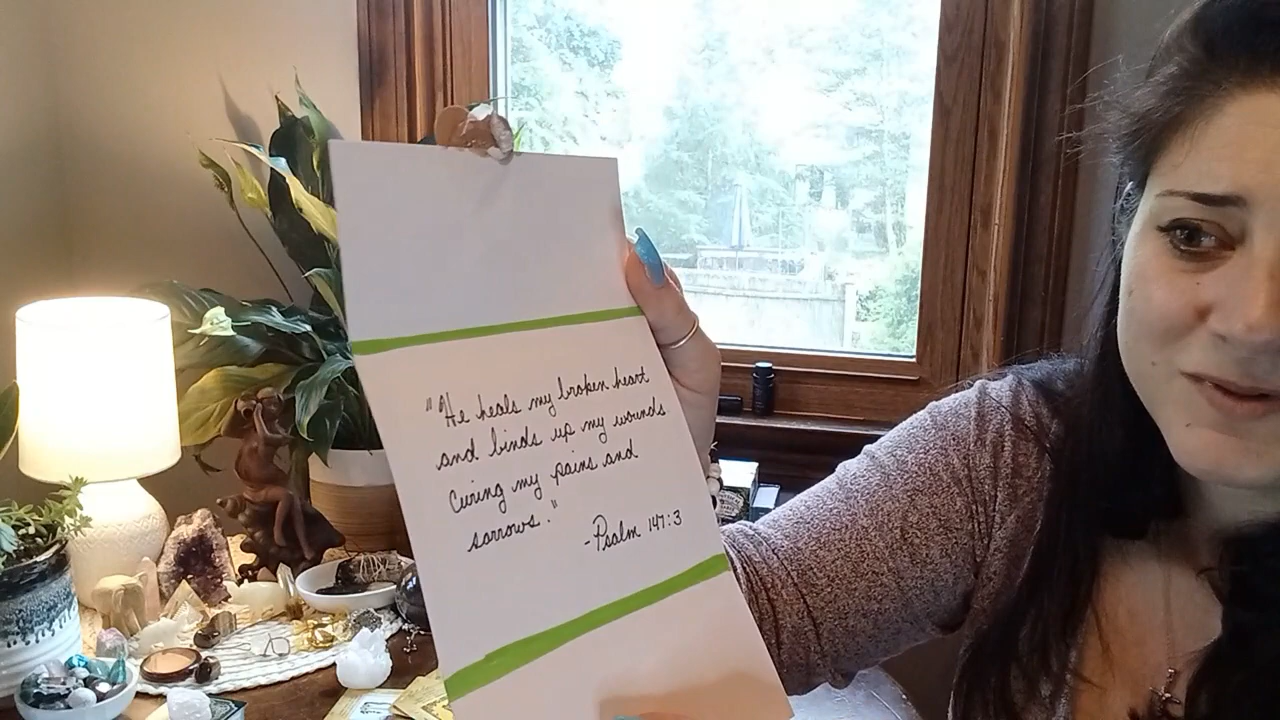 "He heals my broken heart
and binds up my wounds
Curing my pains and
sorrows."
-Psalm 147:3